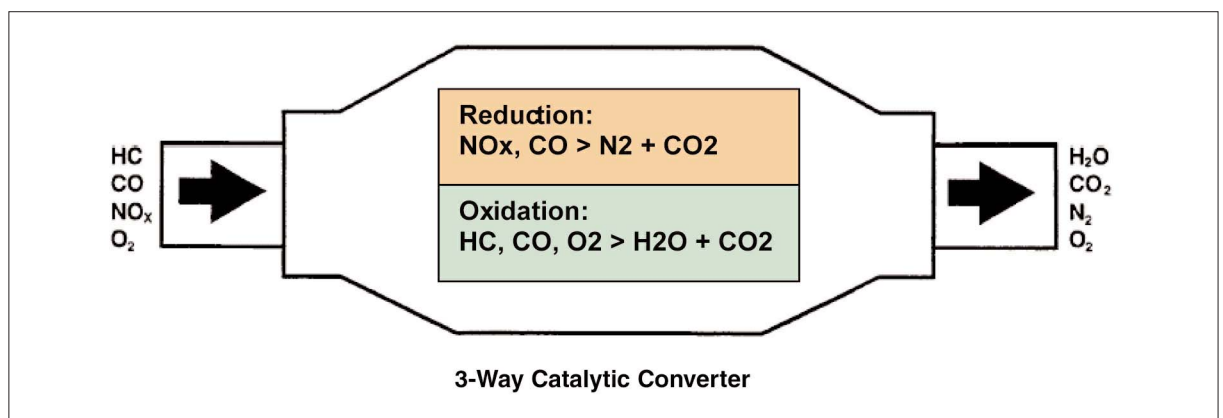 HC
CO
NOₓ
O₂
Reduction:
NOx, CO > N2 + CO2
Oxidation:
HC, CO, O2 > H2O + CO2
H₂O
CO₂
N₂
O₂
3-Way Catalytic Converter